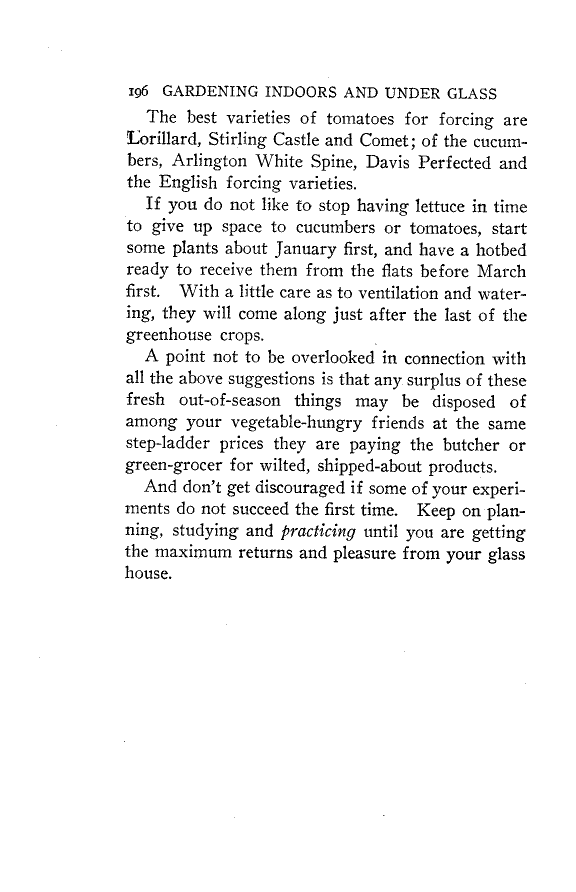 196 GARDENING INDOORS AND UNDER GLASS
The best varieties of tomatoes for forcing are
Lorillard, Stirling Castle and Comet; of the cucum-
bers, Arlington White Spine, Davis Perfected and
the English forcing varieties.
If you do not like to stop having lettuce in time
to give up space to cucumbers or tomatoes, start
some plants about January first, and have a hotbed
ready to receive them from the flats before March
first. With a little care as to ventilation and water-
ing, they will come along just after the last of the
greenhouse crops.
A point not to be overlooked in connection with
all the above suggestions is that any surplus of these
fresh out-of-season things may be disposed of
among your vegetable-hungry friends at the same
step-ladder prices they are paying the butcher or
green-grocer for wilted, shipped-about products.
And don't get discouraged if some of your experi-
ments do not succeed the first time. Keep on plan-
ning, studying and practicing until you are getting
the maximum returns and pleasure from your glass
house.